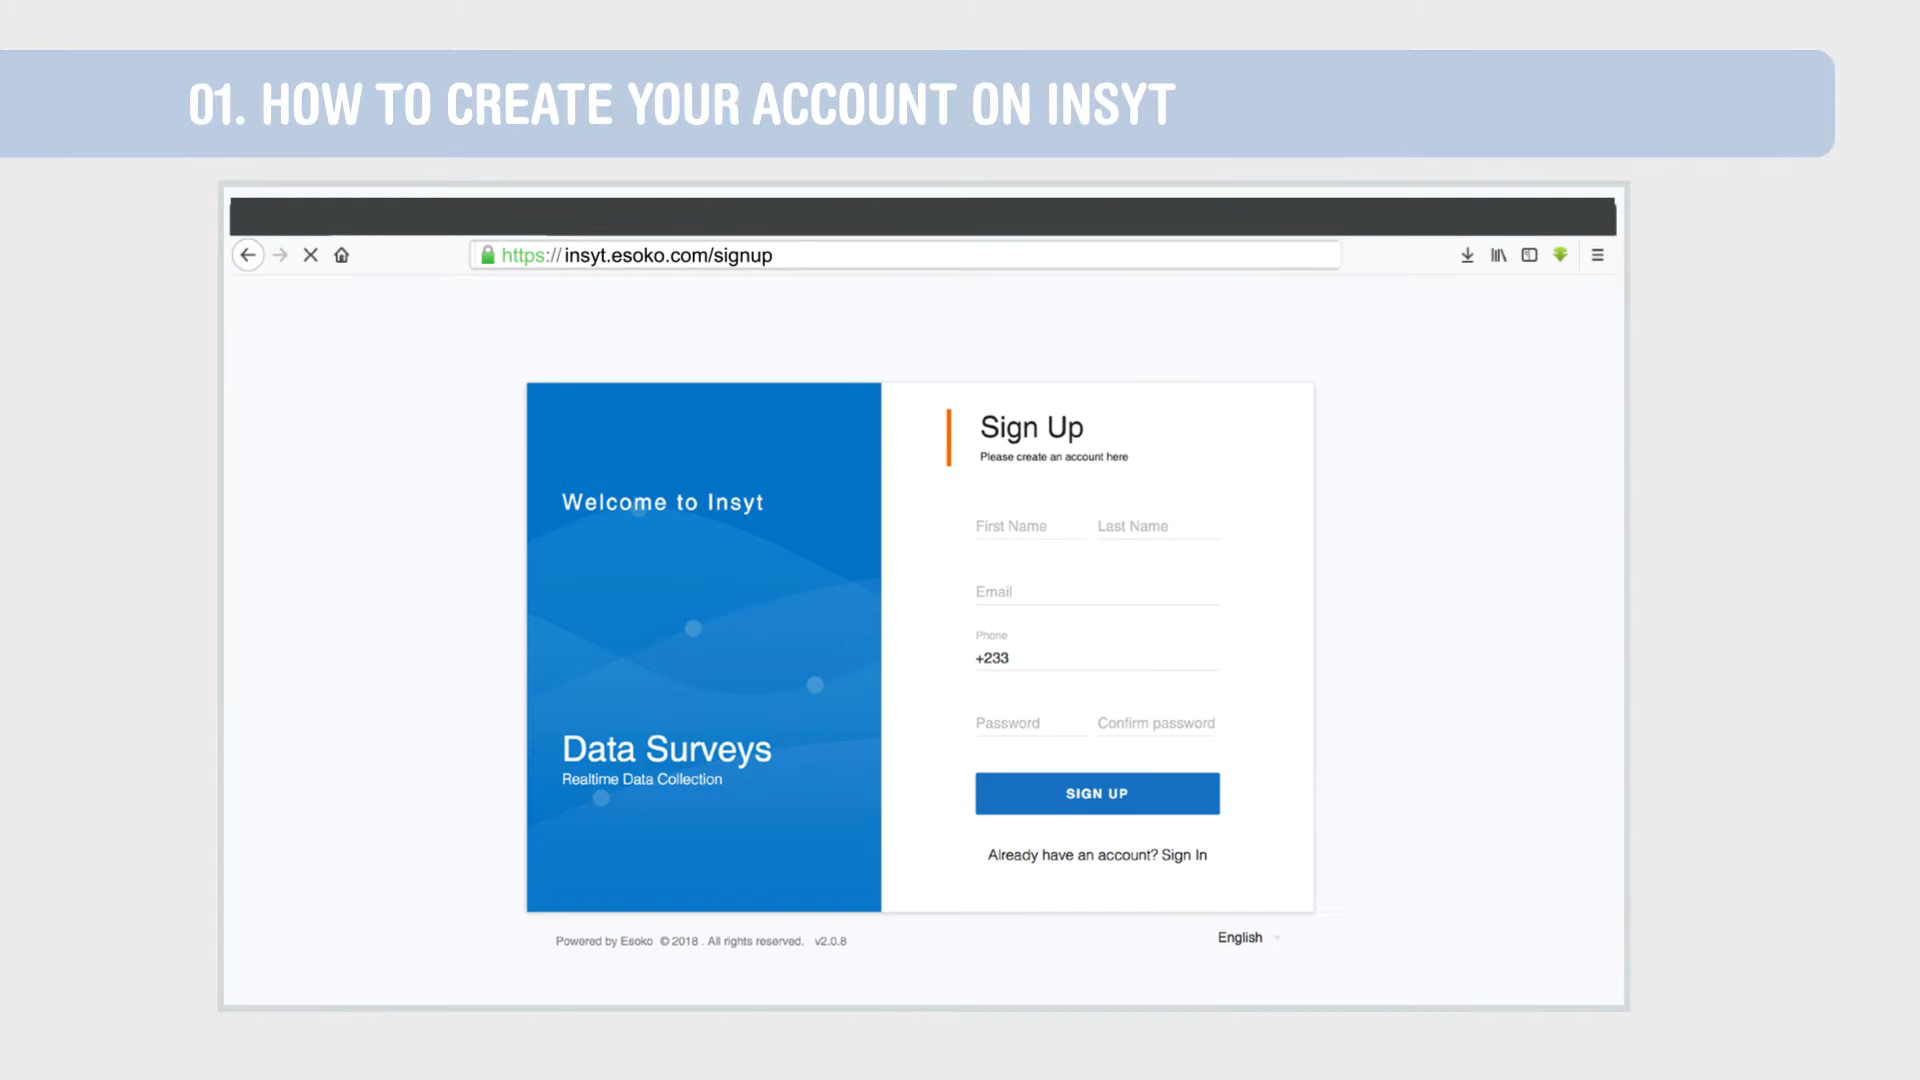 01. HOW TO CREATE YOUR ACCOUNT ON INSYT
https://insyt.esoko.com/signup
Welcome to Insyt
Data Surveys
Realtime Data Collection
Sign Up
Please create an account here
First Name Last Name
Email
Phone
+233
Password Confirm password
SIGN UP
Already have an account? Sign In
Powered by Esoko © 2018 . All rights reserved. v2.0.8
English